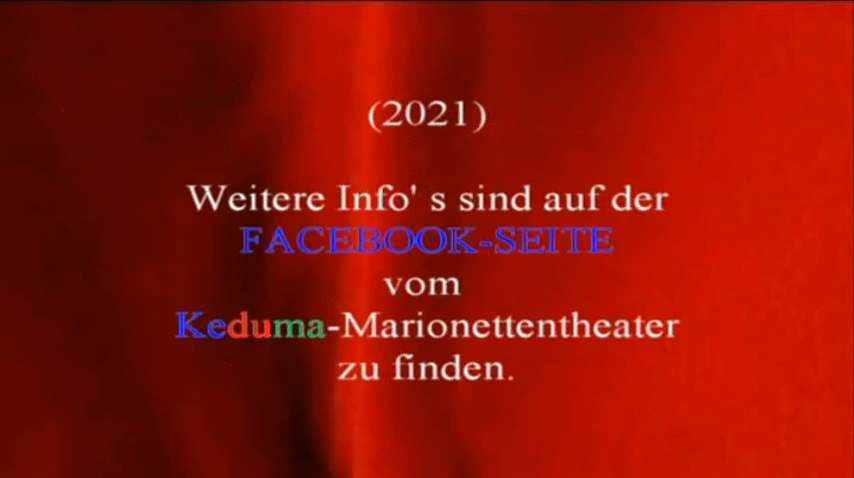 (2021)
Weitere Info' s sind auf der
FACEBOOK-SEITE
vom
Keduma-Marionettentheater
zu finden.